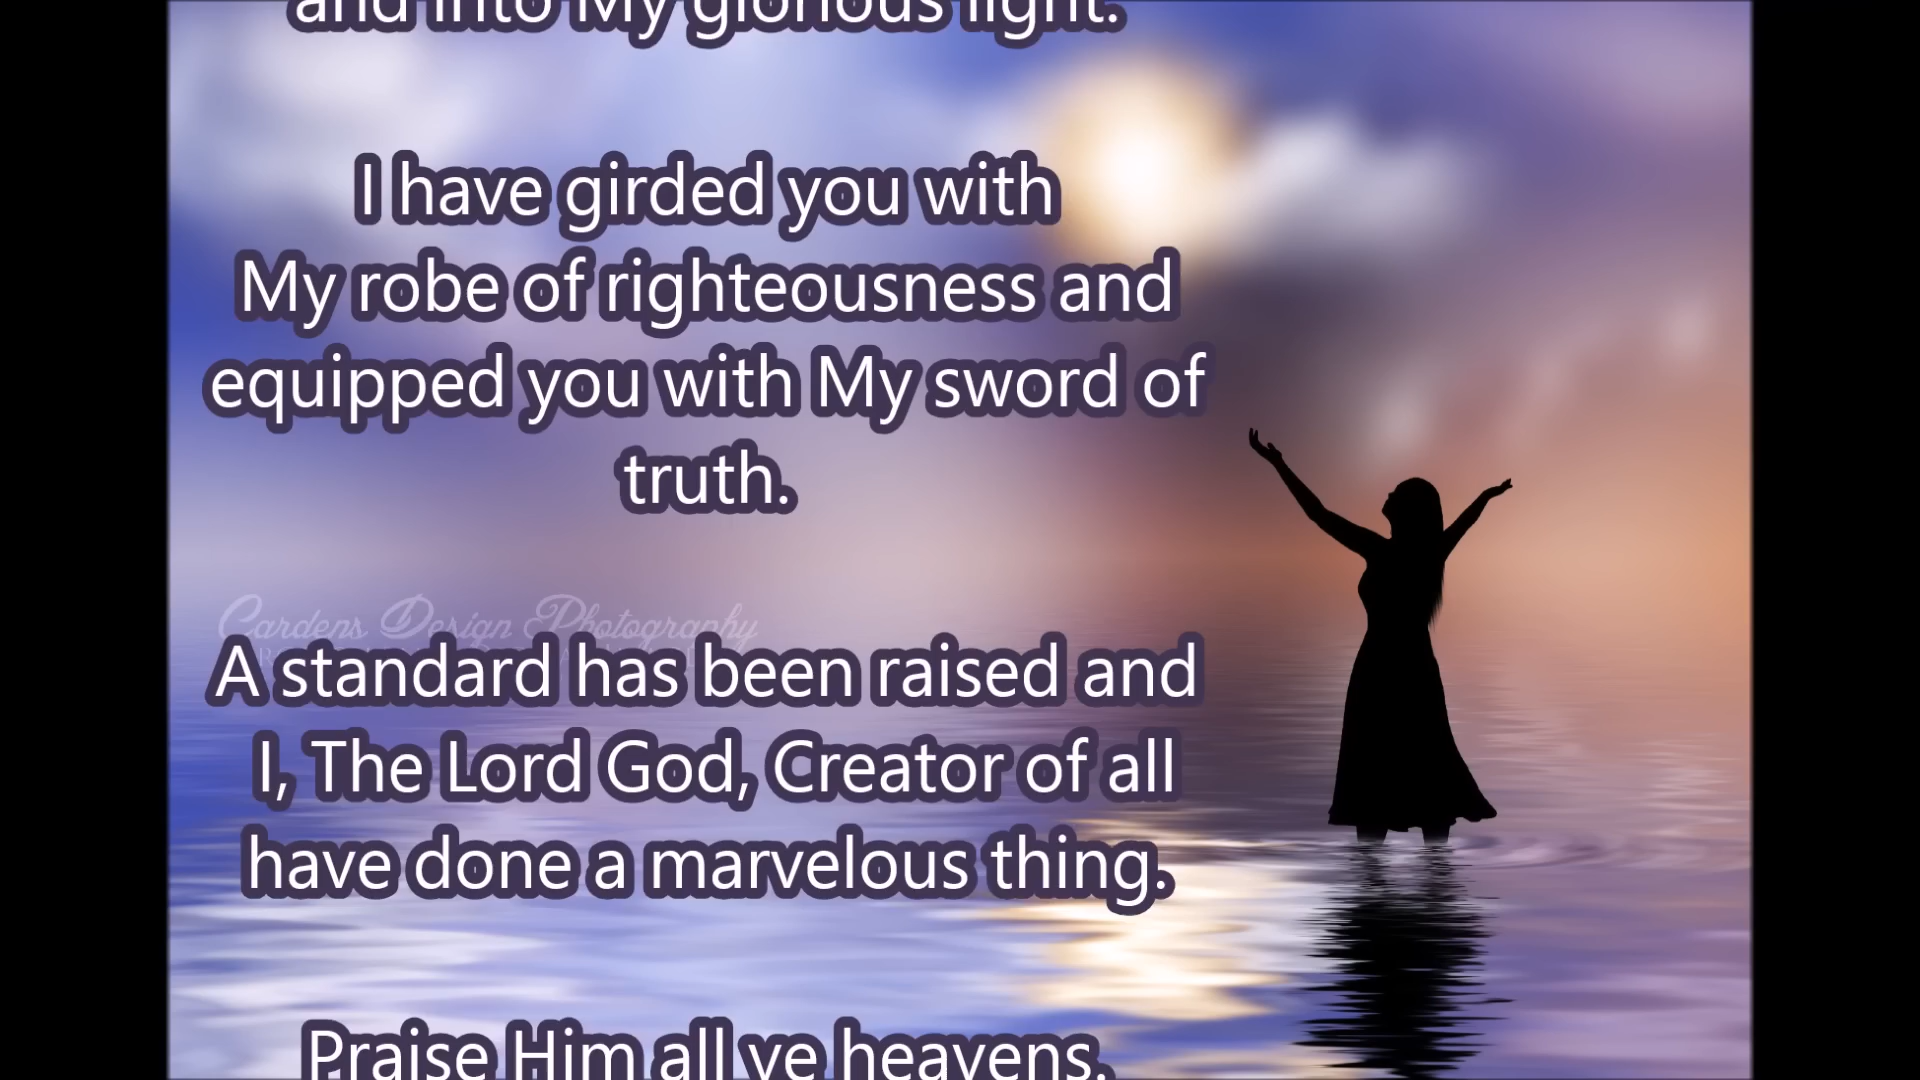 and into My glorious light.
I have girded you with
My robe of righteousness and
equipped you with My sword of
truth.
Cardens Design Photography
A standard has been raised and
I, The Lord God, Creator of all
have done a marvelous thing.
Praise Him all ye heavens.